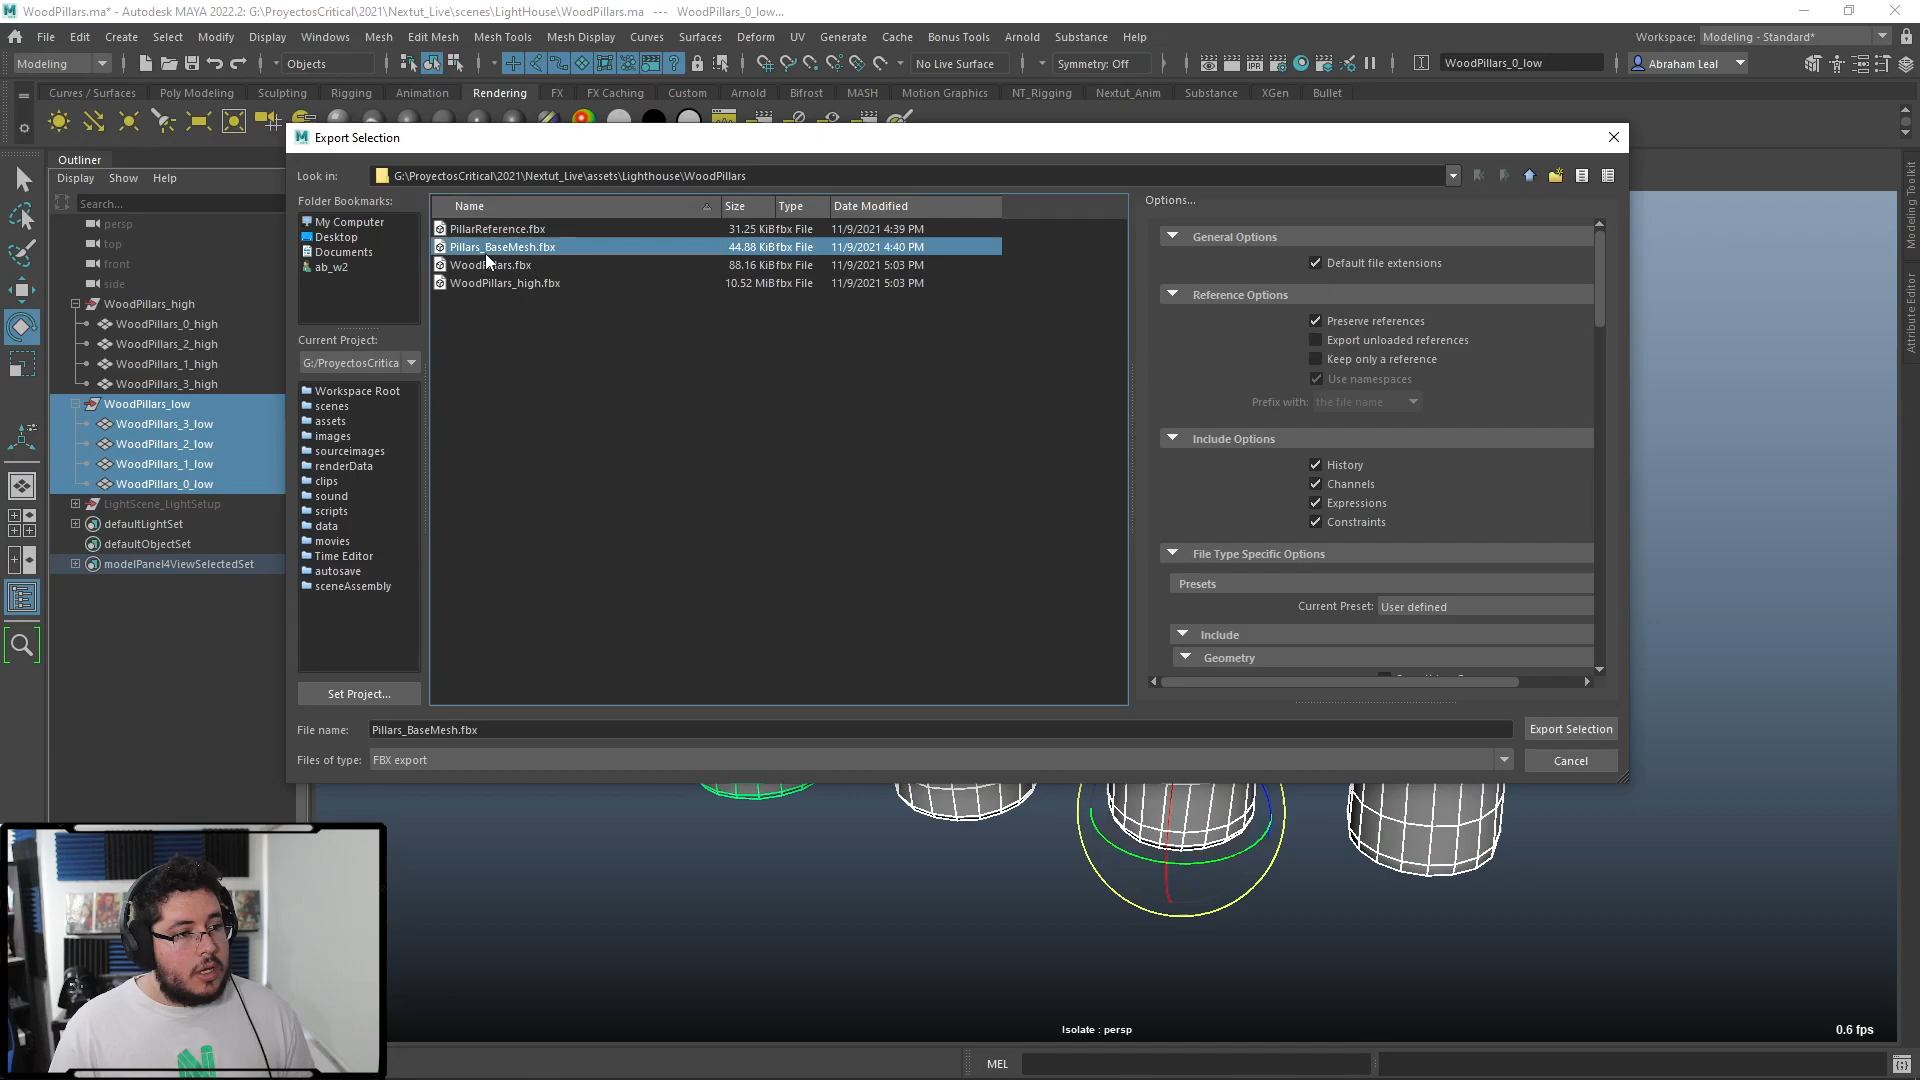 WoodPillars.ma* - Autodesk MAYA 2022.2: G:\ProyectosCritical\2021\Nextut_Live\scenes\LightHouse\WoodPillars.ma --- WoodPillars_0_low...
File Edit Create Select Modify Display Windows Mesh Edit Mesh Mesh Tools Mesh Display Curves Surfaces Deform UV Generate Cache Bonus Tools Arnold Substance Help
Workspace: Modeling - Standard*
Modeling Objects No Live Surface Symmetry: Off WoodPillars_0_low Abraham Leal
Curves / Surfaces Poly Modeling Sculpting Rigging Animation Rendering FX FX Caching Custom Arnold Bifrost MASH Motion Graphics NT_Rigging Nextut_Anim Substance XGen Bullet
Outliner
Display Show Help
Search...
persp
top
front
side
WoodPillars_high
WoodPillars_0_high
WoodPillars_2_high
WoodPillars_1_high
WoodPillars_3_high
WoodPillars_low
WoodPillars_3_low
WoodPillars_2_low
WoodPillars_1_low
WoodPillars_0_low
LightScene_LightSetup
defaultLightSet
defaultObjectSet
modelPanel4ViewSelectedSet
Export Selection
Look in: G:\ProyectosCritical\2021\Nextut_Live\assets\Lighthouse\WoodPillars
Folder Bookmarks:
My Computer
Desktop
Documents
ab_w2
Current Project:
G:/ProyectosCritica
Workspace Root
scenes
assets
images
sourceimages
renderData
clips
sound
scripts
data
movies
Time Editor
autosave
sceneAssembly
Set Project...
Name Size Type Date Modified
PillarReference.fbx 31.25 KiB fbx File 11/9/2021 4:39 PM
Pillars_BaseMesh.fbx 44.88 KiB fbx File 11/9/2021 4:40 PM
88.16 KiB fbx File 11/9/2021 5:03 PM
WoodPillars_high.fbx 10.52 MiB fbx File 11/9/2021 5:03 PM
Options...
General Options
Default file extensions
Reference Options
Preserve references
Export unloaded references
Keep only a reference
Use namespaces
Prefix with: the file name
Include Options
History
Channels
Expressions
Constraints
File Type Specific Options
Presets
Current Preset: User defined
Include
Geometry
File name: Pillars_BaseMesh.fbx
Export Selection
Files of type: FBX export
Cancel
Modeling Toolkit
Attribute Editor
Isolate : persp
0.6 fps
MEL